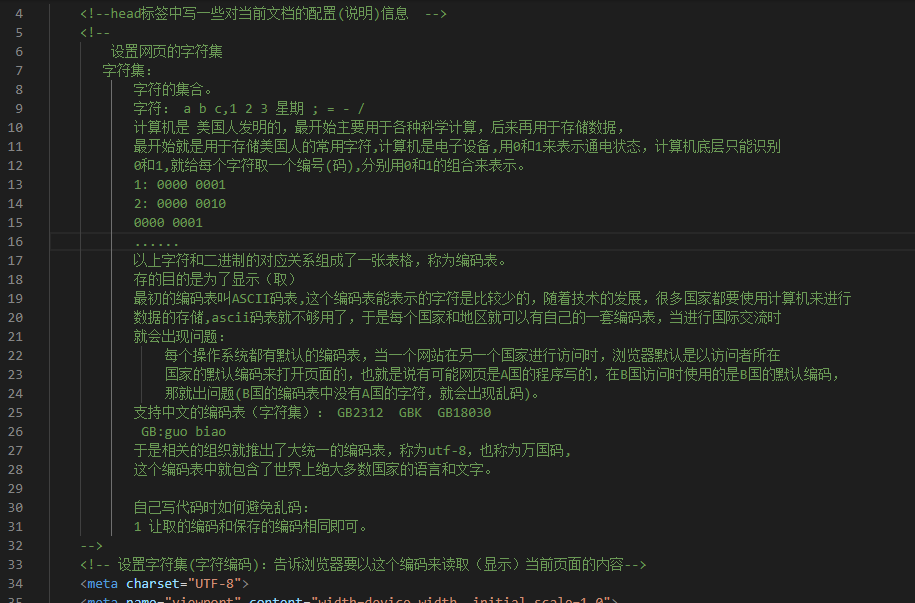 4 <!--head标签中写一些对当前文档的配置(说明)信息  -->
5 <!--
6 设置网页的字符集
7 字符集：
8 字符的集合。
9 字符： a b c,1 2 3 星期 ; = - /
10 计算机是 美国人发明的，最开始主要用于各种科学计算，后来再用于存储数据，
11 最开始就是用于存储美国人的常用字符,计算机是电子设备,用0和1来表示通电状态，计算机底层只能识别
12 0和1,就给每个字符取一个编号(码),分别用0和1的组合来表示。
13 1: 0000 0001
14 2: 0000 0010
15 0000 0001
16 ......
17 以上字符和二进制的对应关系组成了一张表格，称为编码表。
18 存的目的是为了显示（取）
19 最初的编码表叫ASCII码表,这个编码表能表示的字符是比较少的，随着技术的发展，很多国家都要使用计算机来进行
20 数据的存储,ascii码表就不够用了，于是每个国家和地区就可以有自己的一套编码表，当进行国际交流时
21 就会出现问题：
22 每个操作系统都有默认的编码表，当一个网站在另一个国家进行访问时，浏览器默认是以访问者所在
23 国家的默认编码来打开页面的，也就是说有可能网页是A国的程序写的，在B国访问时使用的是B国的默认编码，
24 那就出问题(B国的编码表中没有A国的字符，就会出现乱码)。
25 支持中文的编码表（字符集）： GB2312  GBK  GB18030
26 GB:guo biao
27 于是相关的组织就推出了大统一的编码表，称为utf-8，也称为万国码，
28 这个编码表中就包含了世界上绝大多数国家的语言和文字。
29
30 自己写代码时如何避免乱码：
31 1 让取的编码和保存的编码相同即可。
32 -->
33 <!-- 设置字符集(字符编码)：告诉浏览器要以这个编码来读取（显示）当前页面的内容-->
34 <meta charset="UTF-8">
35 <meta name="viewport" content="width=device-width, initial-scale=1.0">